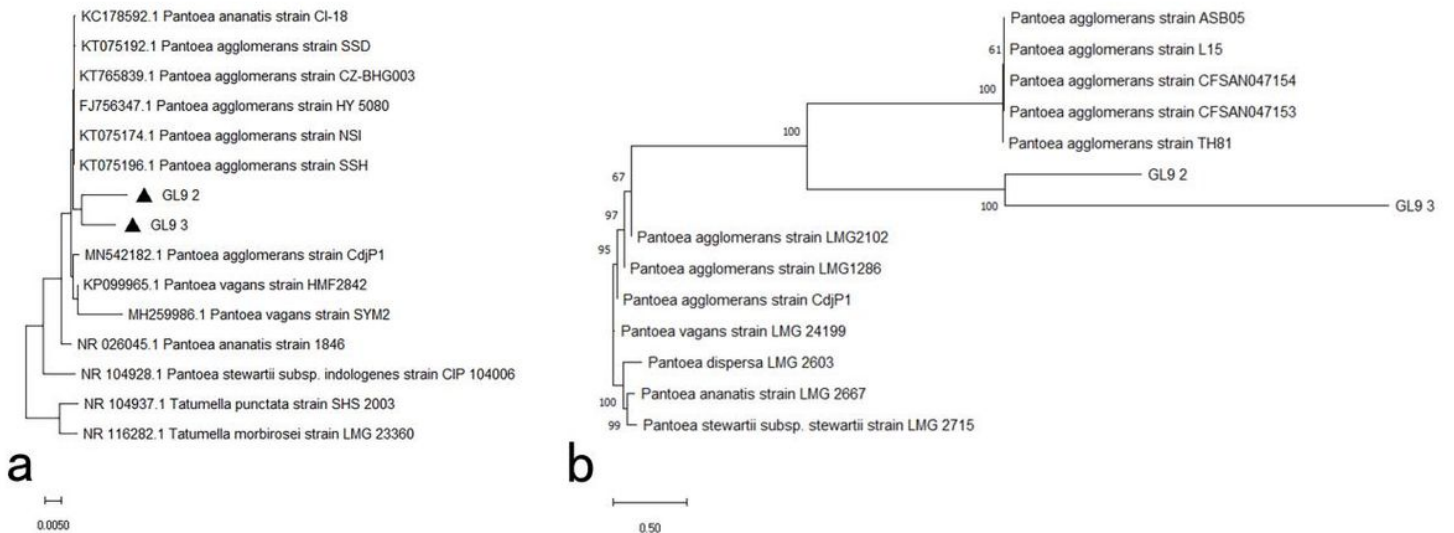 KC178592.1 Pantoea ananatis strain CI-18
KT075192.1 Pantoea agglomerans strain SSD
KT765839.1 Pantoea agglomerans strain CZ-BHG003
FJ756347.1 Pantoea agglomerans strain HY 5080
KT075174.1 Pantoea agglomerans strain NSI
KT075196.1 Pantoea agglomerans strain SSH
GL9 2
GL9 3
MN542182.1 Pantoea agglomerans strain CdjP1
KP099965.1 Pantoea vagans strain HMF2842
MH259986.1 Pantoea vagans strain SYM2
NR 026045.1 Pantoea ananatis strain 1846
NR 104928.1 Pantoea stewartii subsp. indologenes strain CIP 104006
NR 104937.1 Tatumella punctata strain SHS 2003
NR 116282.1 Tatumella morbirosei strain LMG 23360
a
0.0050
Pantoea agglomerans strain ASB05
61
Pantoea agglomerans strain L15
100
Pantoea agglomerans strain CFSAN047154
Pantoea agglomerans strain CFSAN047153
100
Pantoea agglomerans strain TH81
GL9 2
100
GL9 3
67
97
Pantoea agglomerans strain LMG2102
95
Pantoea agglomerans strain LMG1286
Pantoea agglomerans strain CdjP1
Pantoea vagans strain LMG 24199
Pantoea dispersa LMG 2603
Pantoea ananatis strain LMG 2667
100
99
Pantoea stewartii subsp. stewartii strain LMG 2715
b
0.50